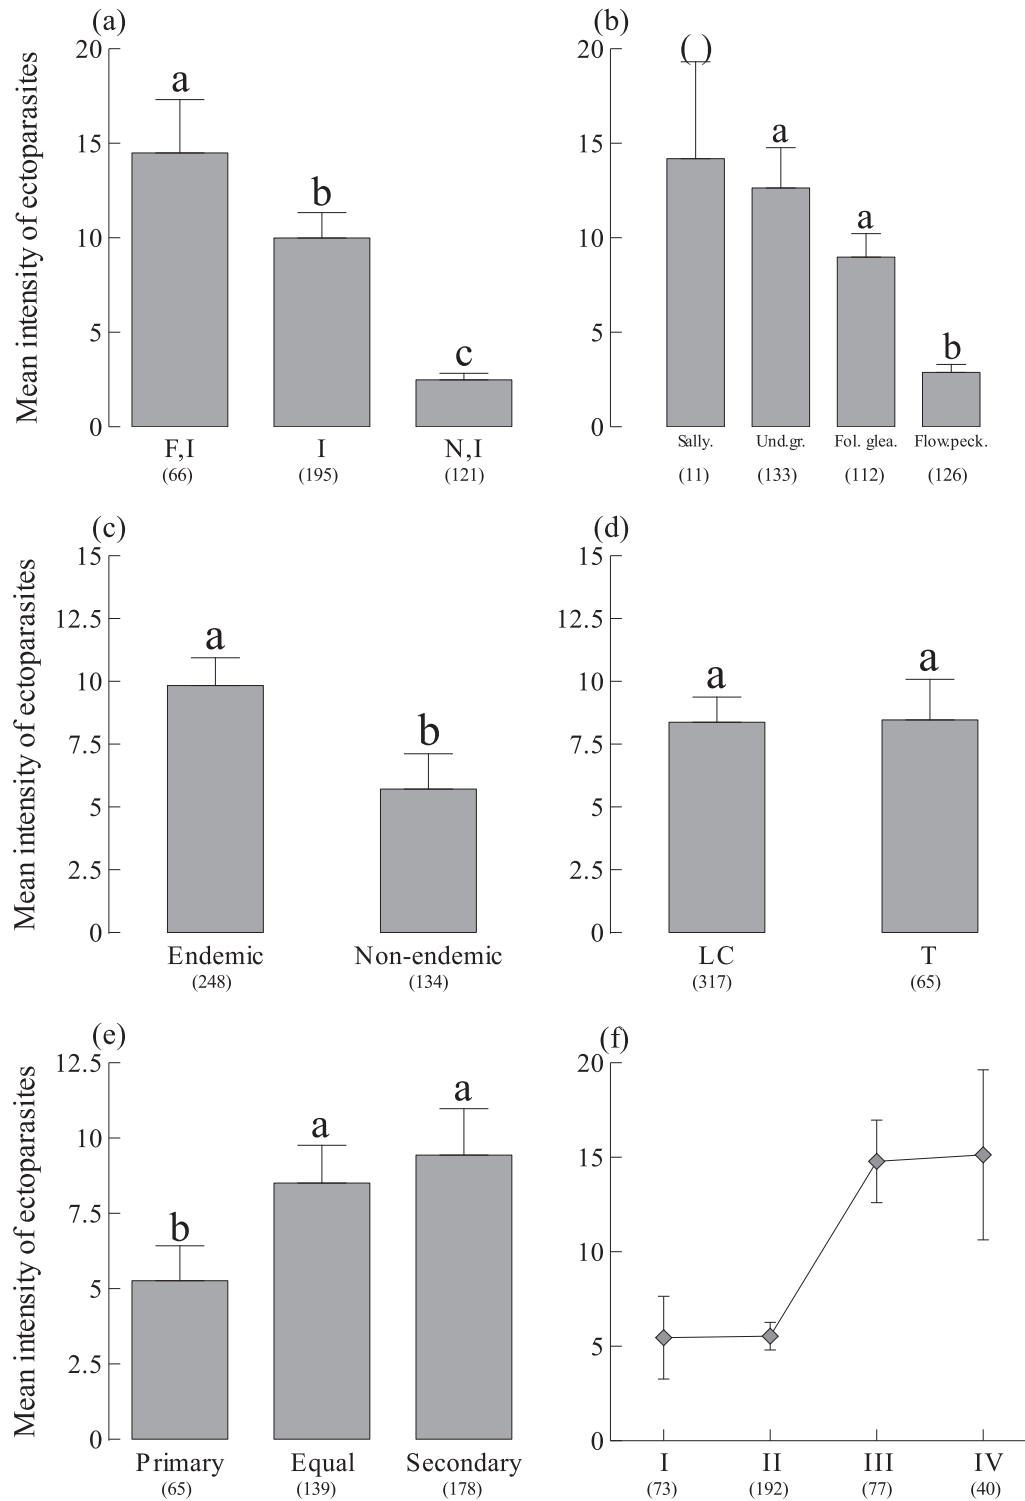 (a)
Mean intensity of ectoparasites
20
15
10
5
0
a
b
c
F,I
I
N,I
(66)
(195)
(121)
(b)
20
15
10
5
0
( )
a
a
b
Sally.
Und.gr.
Fol. glea.
Flow.peck.
(11)
(133)
(112)
(126)
(c)
Mean intensity of ectoparasites
15
12.5
10
7.5
5
2.5
0
a
b
Endemic
Non-endemic
(248)
(134)
(d)
15
12.5
10
7.5
5
2.5
0
a
a
LC
T
(317)
(65)
(e)
Mean intensity of ectoparasites
12.5
10
7.5
5
2.5
0
b
a
a
Primary
Equal
Secondary
(65)
(139)
(178)
(f)
20
15
10
5
0
I
II
III
IV
(73)
(192)
(77)
(40)